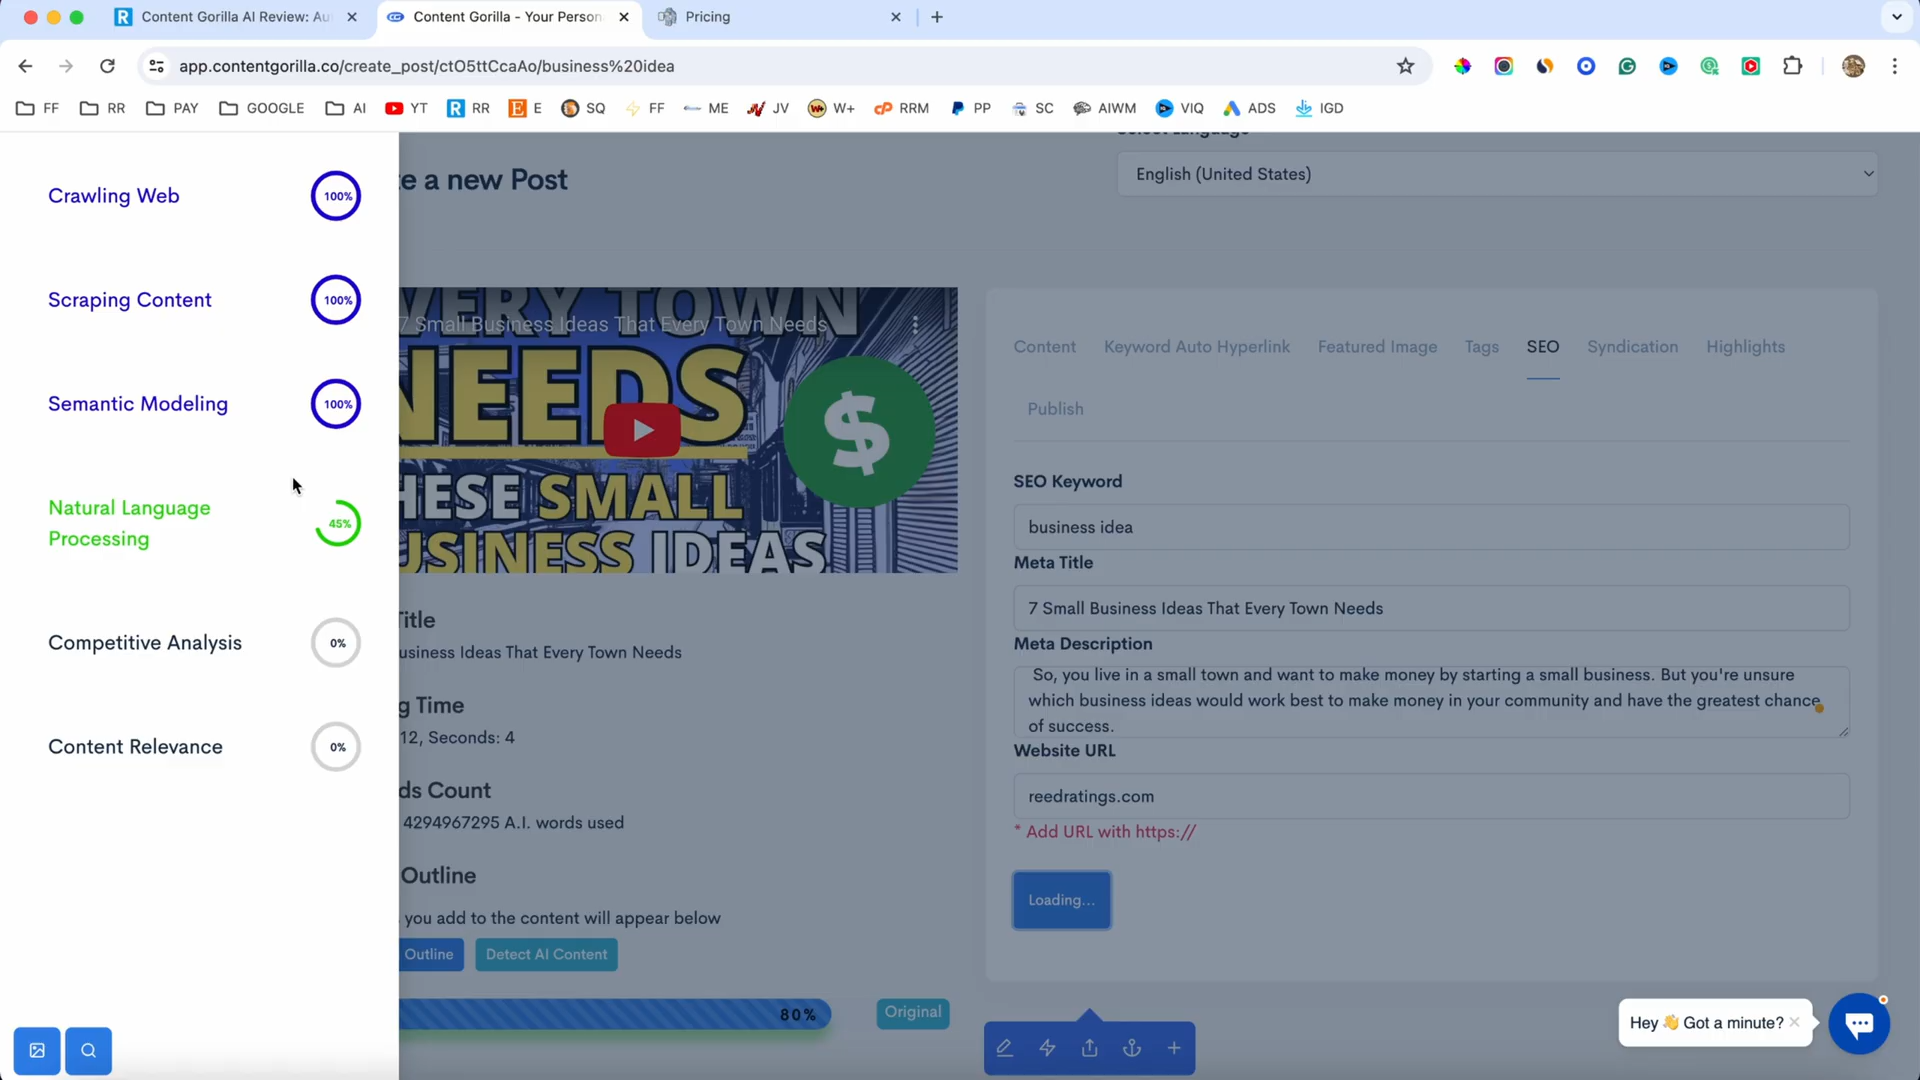 Content Gorilla AI Review: Au
Content Gorilla - Your Person
Pricing
app.contentgorilla.co/create_post/ctO5ttCcaAo/business%20idea
FF
RR
PAY
GOOGLE
AI
YT
RR
E
SQ
FF
ME
JV
W+
RRM
PP
SC
AIWM
VIQ
ADS
IGD
Crawling Web
100%
Scraping Content
100%
Semantic Modeling
100%
Natural Language
Processing
45%
Competitive Analysis
0%
Content Relevance
0%
te a new Post
Select Language
English (United States)
VERY TOWN
7 Small Business Ideas That Every Town Needs
NEEDS
$
HESE SMALL
USINESS IDEAS
Title
usiness Ideas That Every Town Needs
g Time
12, Seconds: 4
ds Count
4294967295 A.I. words used
Outline
you add to the content will appear below
Outline
Detect AI Content
80%
Original
Content
Keyword Auto Hyperlink
Featured Image
Tags
SEO
Syndication
Highlights
Publish
SEO Keyword
business idea
Meta Title
7 Small Business Ideas That Every Town Needs
Meta Description
So, you live in a small town and want to make money by starting a small business. But you're unsure
which business ideas would work best to make money in your community and have the greatest chance
of success.
Website URL
reedratings.com
* Add URL with https://
Loading...
Hey 👋 Got a minute?